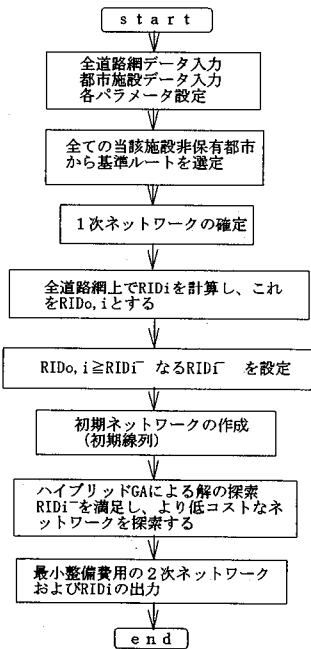 start
全道路網データ入力
都市施設データ入力
各パラメータ設定
全ての当該施設非保有都市
から基準ルートを選定
1次ネットワークの確定
全道路網上でRIDiを計算し、これ
をRIDo,iとする
RIDo,i≧RIDi⁻ なるRIDi⁻ を設定
初期ネットワークの作成
(初期線列)
ハイブリッドGAによる解の探索
RIDi⁻を満足し、より低コストなネ
ットワークを探索する
最小整備費用の2次ネットワーク
およびRIDiの出力
end